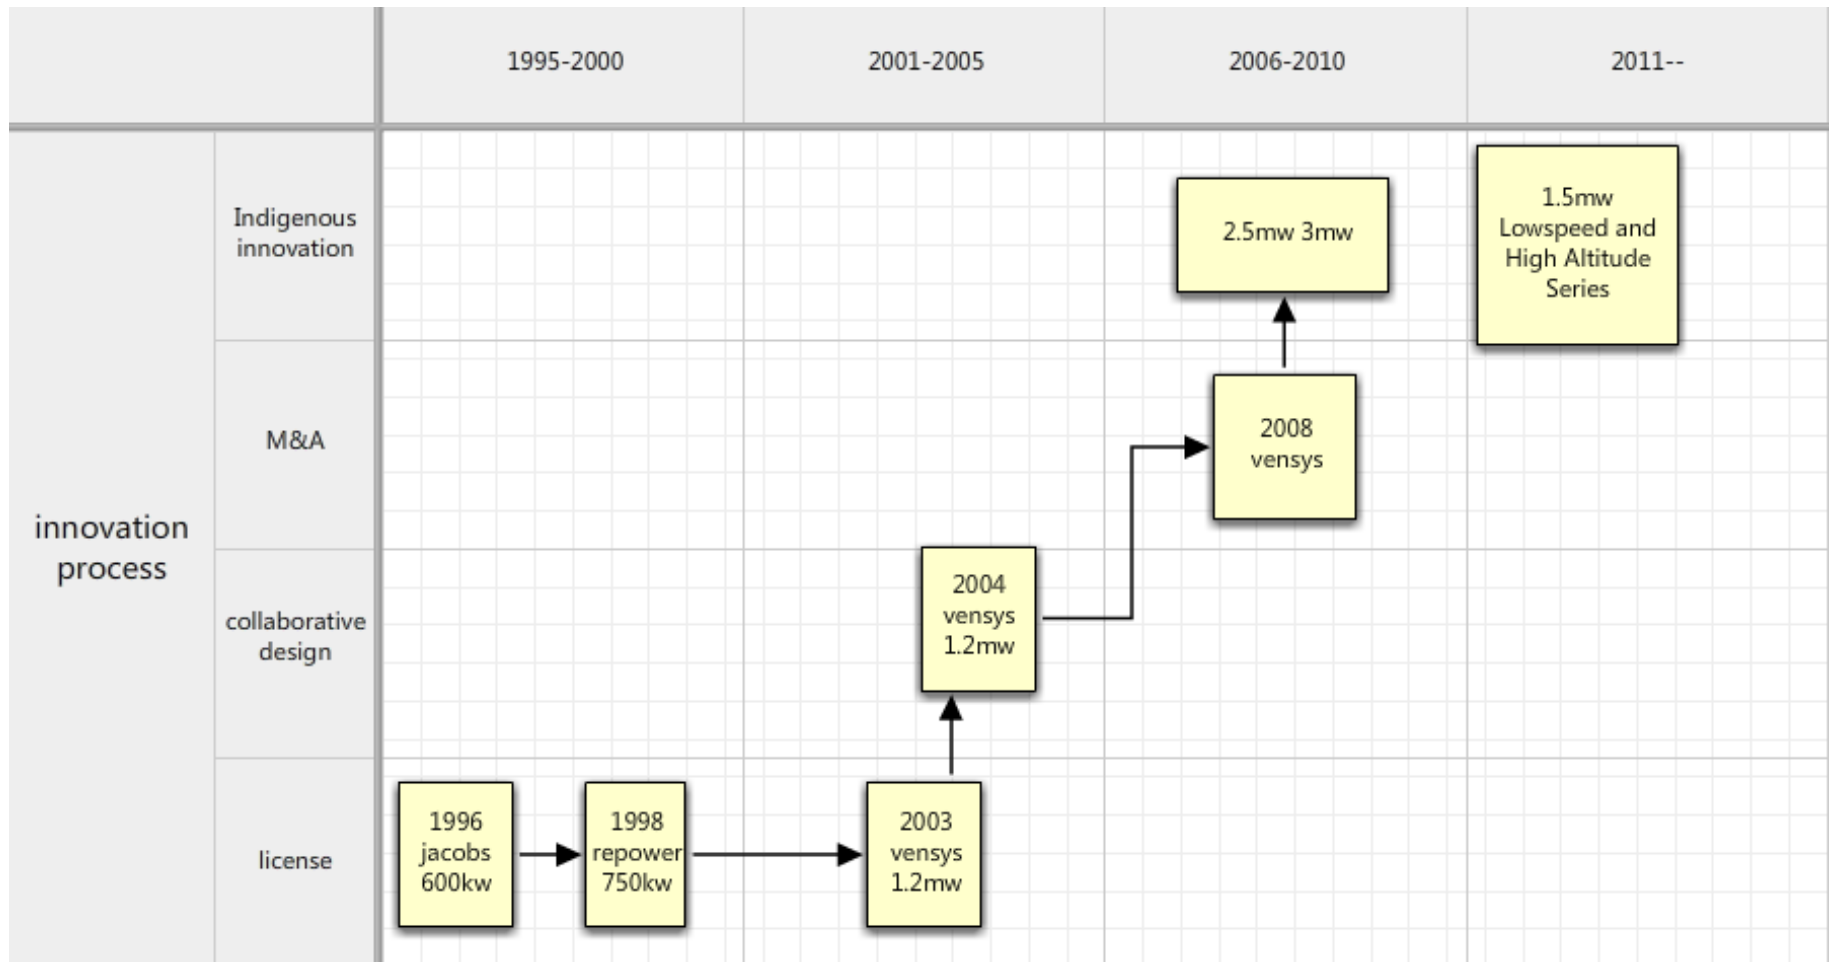 1995-2000
2001-2005
2006-2010
2011--
innovation
process
Indigenous
innovation
2.5mw 3mw
1.5mw
Lowspeed and
High Altitude
Series
M&A
2008
vensys
collaborative
design
2004
vensys
1.2mw
license
1996
jacobs
600kw
1998
repower
750kw
2003
vensys
1.2mw